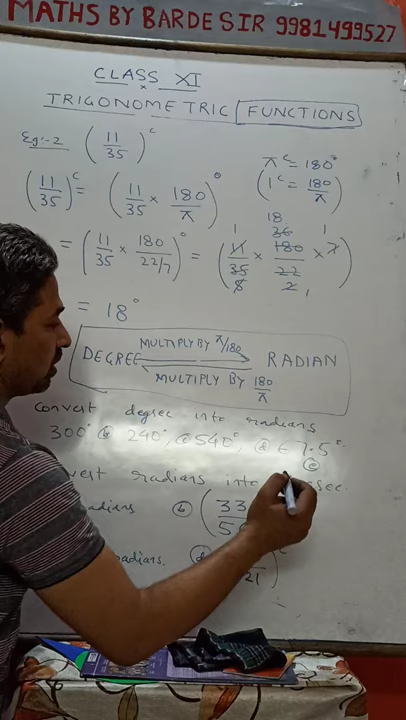 MATHS BY BARDE SIR 9981499527
CLASS XI
TRIGONOMETRIC FUNCTIONS
Eg:-2 (11/35)^c
π^c = 180°
(1^c = 180/π)
(11/35)^c = (11/35 × 180/π)°
= (11/35 × 180/22/7)° = (11/35 × 180/22 × 7)°
= 18°
DEGREE MULTIPLY BY π/180 RADIAN
MULTIPLY BY 180/π
Convert degree into radians
300° ⓑ 240°, ⓒ 540°, ⓓ 67.5°
ⓔ
vert radians into
adians ⓑ (33
radians. ⓓ 21)^c